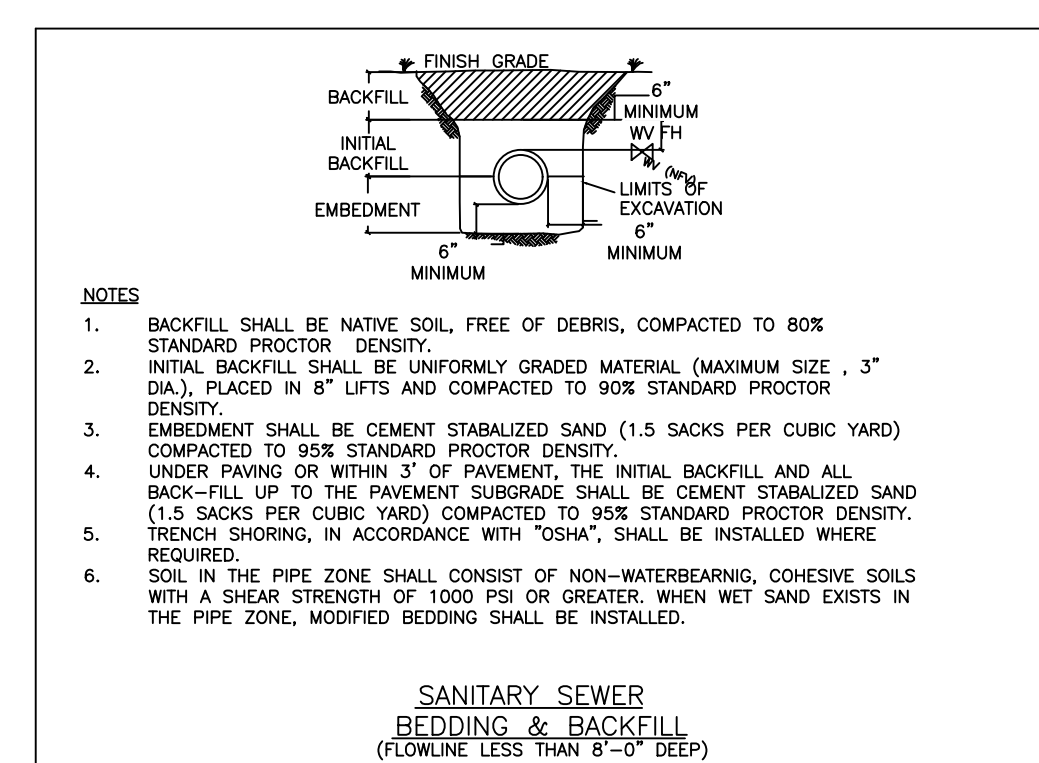 FINISH GRADE
BACKFILL
6"
MINIMUM
WV FH
INITIAL
BACKFILL
WV (NFV)
LIMITS OF
EXCAVATION
EMBEDMENT
6"
MINIMUM
6"
MINIMUM
NOTES
1. BACKFILL SHALL BE NATIVE SOIL, FREE OF DEBRIS, COMPACTED TO 80%
STANDARD PROCTOR DENSITY.
2. INITIAL BACKFILL SHALL BE UNIFORMLY GRADED MATERIAL (MAXIMUM SIZE , 3"
DIA.), PLACED IN 8" LIFTS AND COMPACTED TO 90% STANDARD PROCTOR
DENSITY.
3. EMBEDMENT SHALL BE CEMENT STABALIZED SAND (1.5 SACKS PER CUBIC YARD)
COMPACTED TO 95% STANDARD PROCTOR DENSITY.
4. UNDER PAVING OR WITHIN 3' OF PAVEMENT, THE INITIAL BACKFILL AND ALL
BACK-FILL UP TO THE PAVEMENT SUBGRADE SHALL BE CEMENT STABALIZED SAND
(1.5 SACKS PER CUBIC YARD) COMPACTED TO 95% STANDARD PROCTOR DENSITY.
5. TRENCH SHORING, IN ACCORDANCE WITH "OSHA", SHALL BE INSTALLED WHERE
REQUIRED.
6. SOIL IN THE PIPE ZONE SHALL CONSIST OF NON-WATERBEARNIG, COHESIVE SOILS
WITH A SHEAR STRENGTH OF 1000 PSI OR GREATER. WHEN WET SAND EXISTS IN
THE PIPE ZONE, MODIFIED BEDDING SHALL BE INSTALLED.
SANITARY SEWER
BEDDING & BACKFILL
(FLOWLINE LESS THAN 8'-0" DEEP)